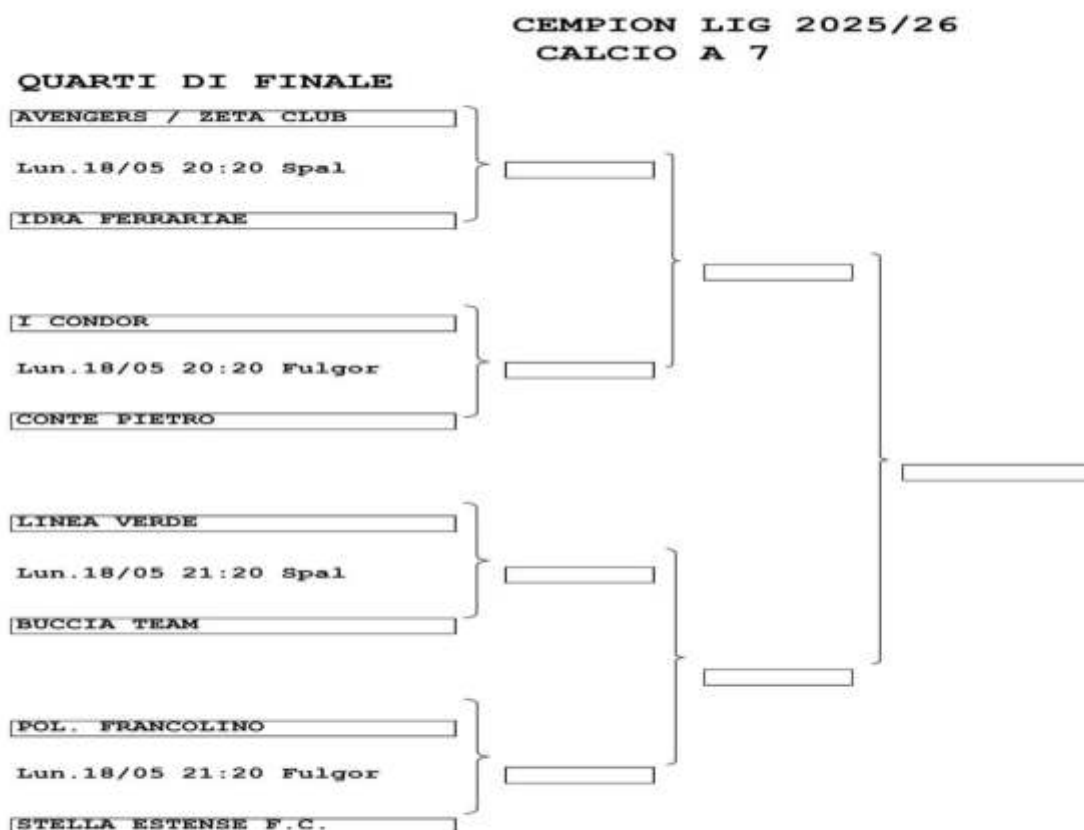 CEMPION LIG 2025/26
CALCIO A 7
QUARTI DI FINALE
AVENGERS / ZETA CLUB
Lun.18/05 20:20 Spal
IDRA FERRARIAE
I CONDOR
Lun.18/05 20:20 Fulgor
CONTE PIETRO
LINEA VERDE
Lun.18/05 21:20 Spal
BUCCIA TEAM
POL. FRANCOLINO
Lun.18/05 21:20 Fulgor
STELLA ESTENSE F.C.